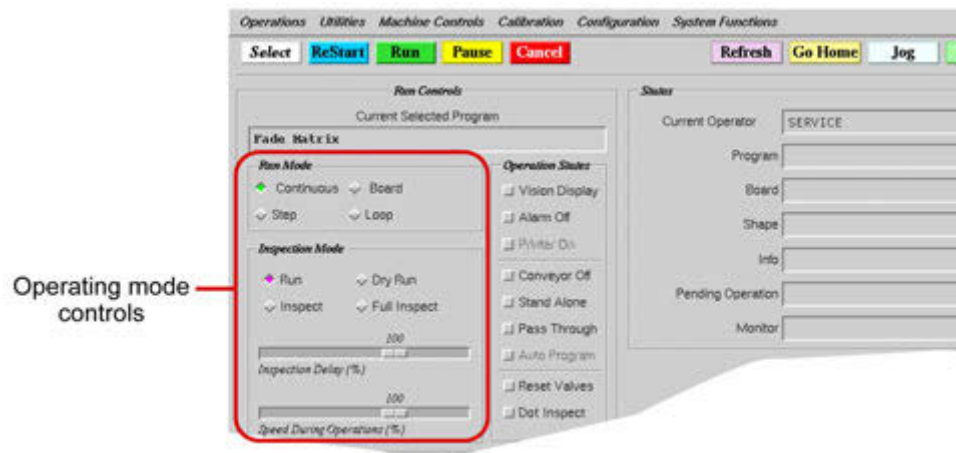 Operations Utilities Machine Controls Calibration Configuration System Functions
Select ReStart Run Pause Cancel Refresh Go Home Jog
Run Controls
Current Selected Program
Fade Matrix
Run Mode
Continuous Board
Step Loop
Inspection Mode
Run Dry Run
Inspect Full Inspect
100
Inspection Delay (%)
100
Speed During Operations (%)
Operation States
Vision Display
Alarm Off
Printer On
Conveyor Off
Stand Alone
Pass Through
Auto Program
Reset Valves
Dot Inspect
Status
Current Operator SERVICE
Program
Board
Shape
Info
Pending Operation
Monitor
Operating mode
controls